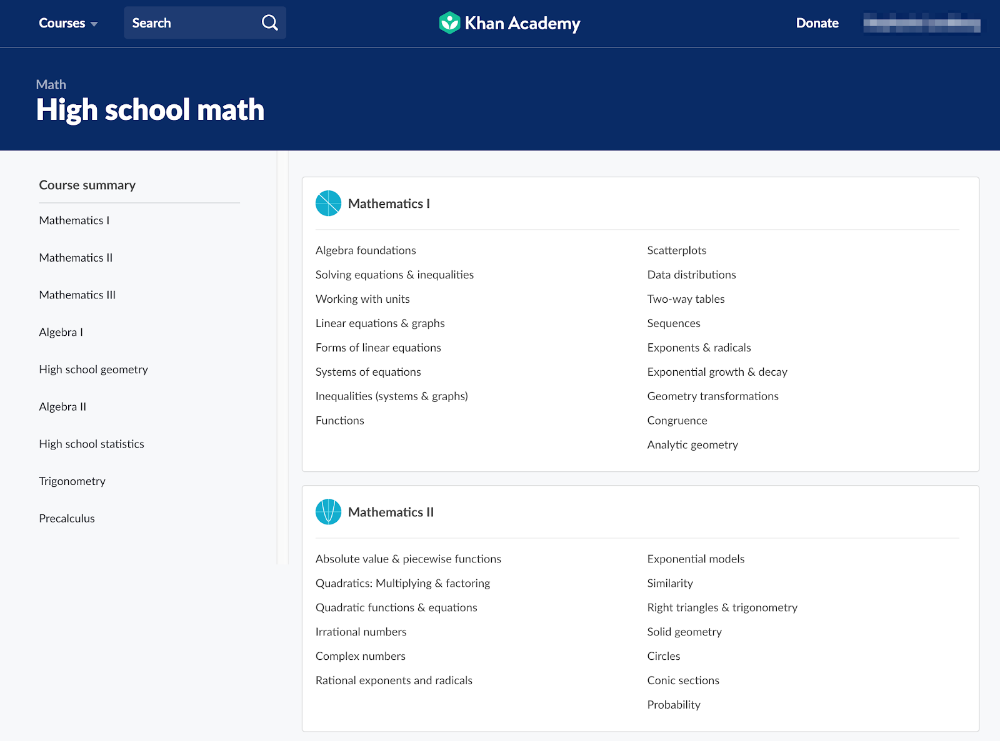 Courses
Search
Khan Academy
Donate
Math
High school math
Course summary
Mathematics I
Mathematics II
Mathematics III
Algebra I
High school geometry
Algebra II
High school statistics
Trigonometry
Precalculus
Mathematics I
Algebra foundations
Solving equations & inequalities
Working with units
Linear equations & graphs
Forms of linear equations
Systems of equations
Inequalities (systems & graphs)
Functions
Scatterplots
Data distributions
Two-way tables
Sequences
Exponents & radicals
Exponential growth & decay
Geometry transformations
Congruence
Analytic geometry
Mathematics II
Absolute value & piecewise functions
Quadratics: Multiplying & factoring
Quadratic functions & equations
Irrational numbers
Complex numbers
Rational exponents and radicals
Exponential models
Similarity
Right triangles & trigonometry
Solid geometry
Circles
Conic sections
Probability